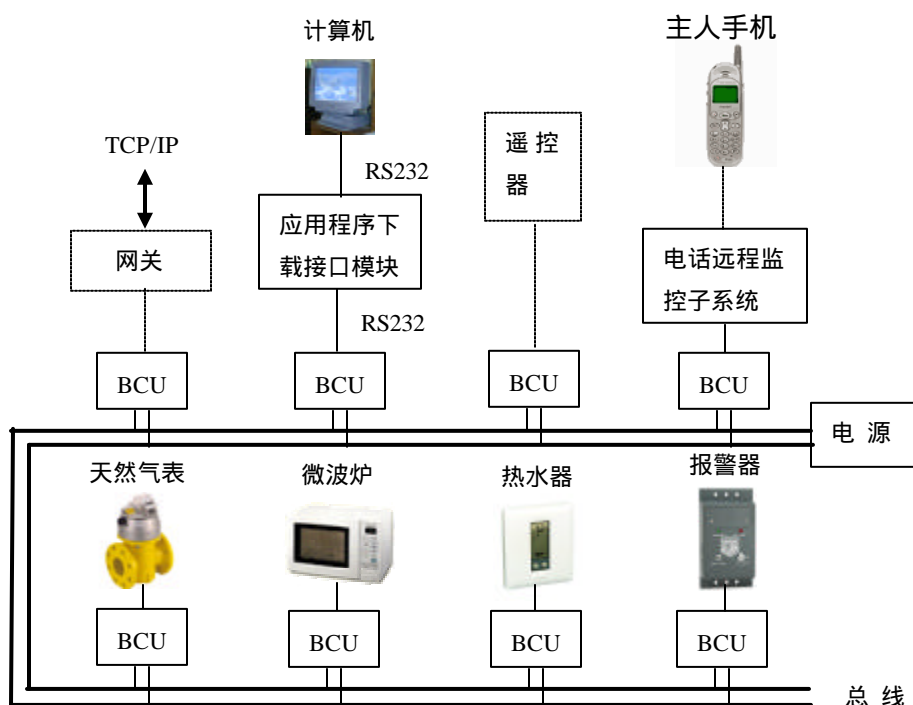 计算机
主人手机
TCP/IP
RS232
遥 控
器
网关
应用程序下
载接口模块
电话远程监
控子系统
RS232
BCU
BCU
BCU
BCU
电 源
天然气表
微波炉
热水器
报警器
BCU
BCU
BCU
BCU
总 线